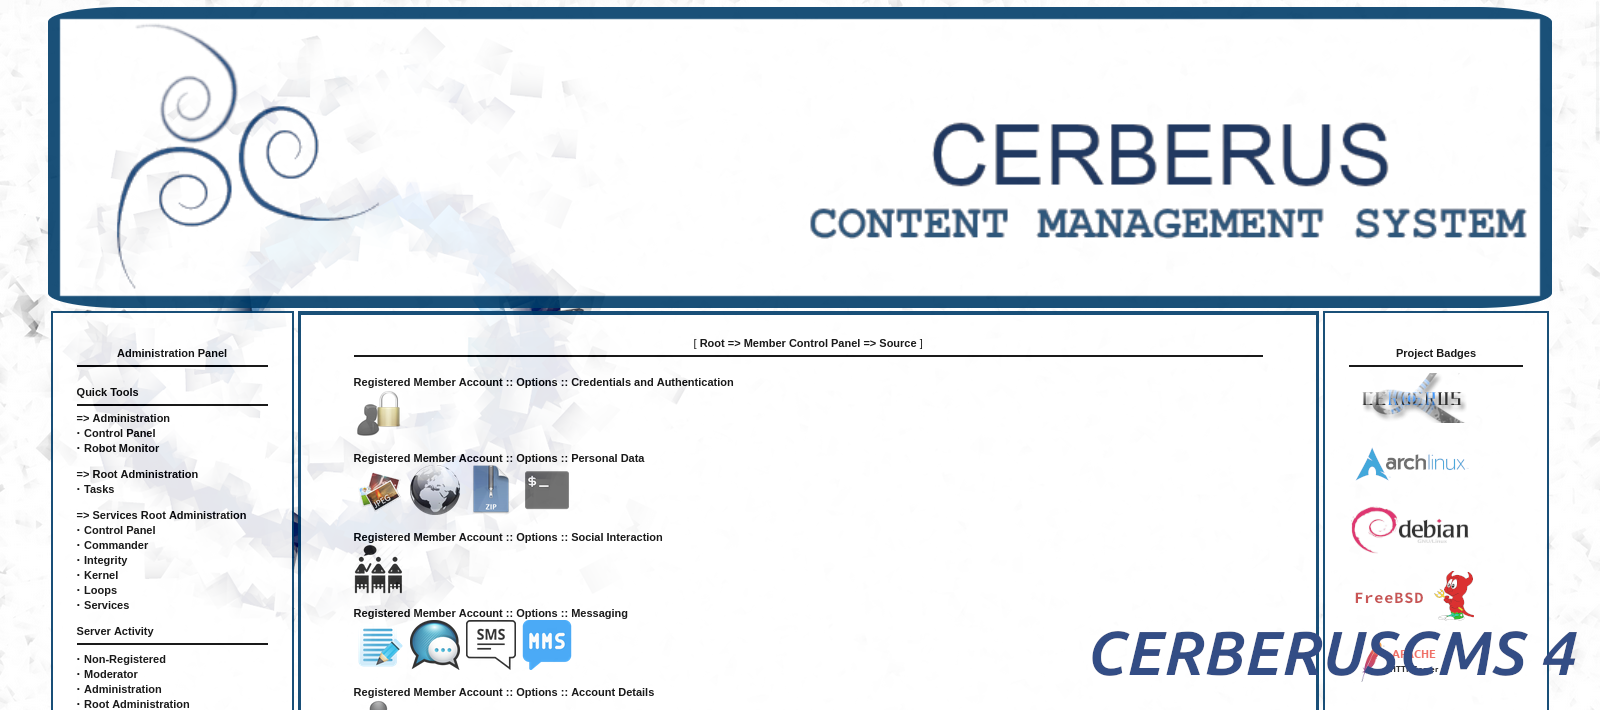 CERBERUS
CONTENT MANAGEMENT SYSTEM
Administration Panel
Quick Tools
=> Administration
· Control Panel
· Robot Monitor
=> Root Administration
· Tasks
=> Services Root Administration
· Control Panel
· Commander
· Integrity
· Kernel
· Loops
· Services
Server Activity
· Non-Registered
· Moderator
· Administration
· Root Administration
[ Root => Member Control Panel => Source ]
Registered Member Account :: Options :: Credentials and Authentication
Registered Member Account :: Options :: Personal Data
JPEG
ZIP
$_
Registered Member Account :: Options :: Social Interaction
Registered Member Account :: Options :: Messaging
SMS
MMS
Registered Member Account :: Options :: Account Details
Project Badges
CERBERUS
archlinux
debian
FreeBSD
APACHE
CERBERUSCMS 4